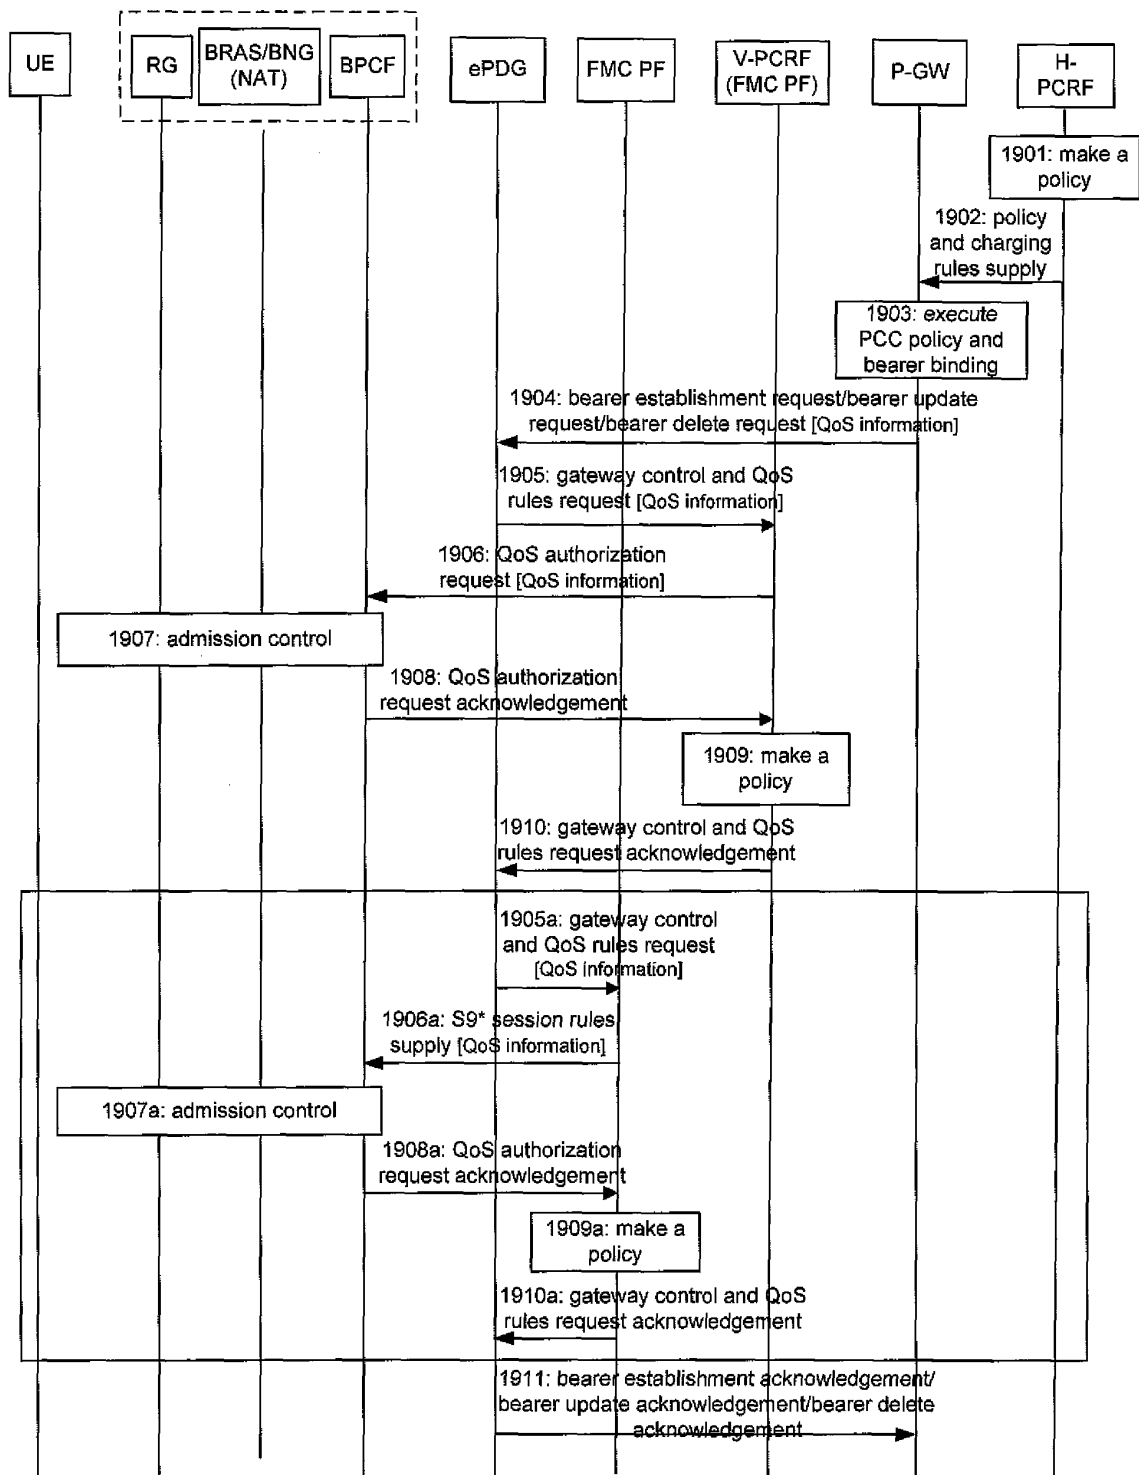 UE
RG
BRAS/BNG
(NAT)
BPCF
ePDG
FMC PF
V-PCRF
(FMC PF)
P-GW
H-
PCRF
1901: make a
policy
1902: policy
and charging
rules supply
1903: execute
PCC policy and
bearer binding
1904: bearer establishment request/bearer update
request/bearer delete request [QoS information]
1905: gateway control and QoS
rules request [QoS information]
1906: QoS authorization
request [QoS information]
1907: admission control
1908: QoS authorization
request acknowledgement
1909: make a
policy
1910: gateway control and QoS
rules request acknowledgement
1905a: gateway control
and QoS rules request
[QoS information]
1906a: S9* session rules
supply [QoS information]
1907a: admission control
1908a: QoS authorization
request acknowledgement
1909a: make a
policy
1910a: gateway control and QoS
rules request acknowledgement
1911: bearer establishment acknowledgement/
bearer update acknowledgement/bearer delete
acknowledgement